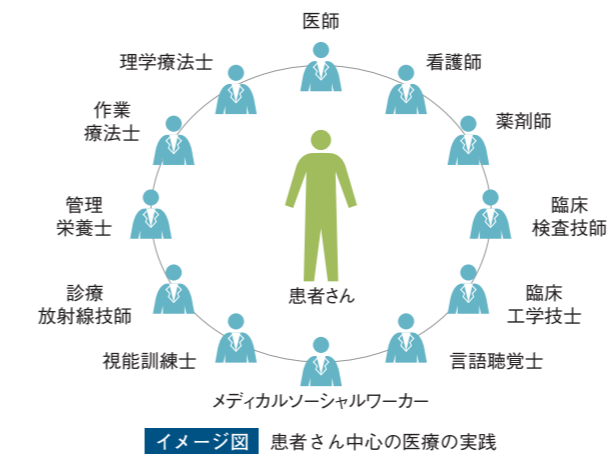 医師
理学療法士
看護師
作業
療法士
薬剤師
管理
栄養士
臨床
検査技師
患者さん
診療
放射線技師
臨床
工学技士
視能訓練士
言語聴覚士
メディカルソーシャルワーカー
イメージ図 患者さん中心の医療の実践